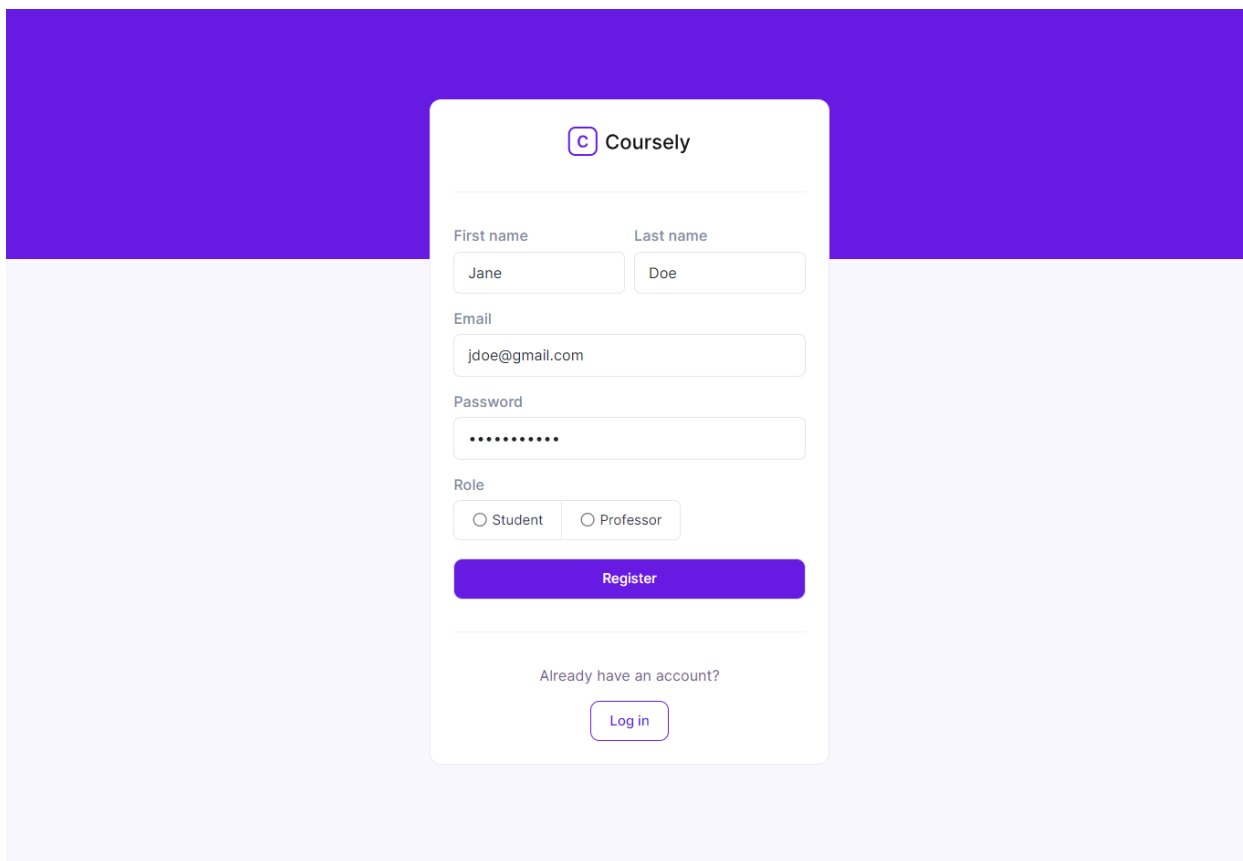 C Coursely
First name Last name
Jane Doe
Email
jdoe@gmail.com
Password
•••••••••••
Role
Student Professor
Register
Already have an account?
Log in